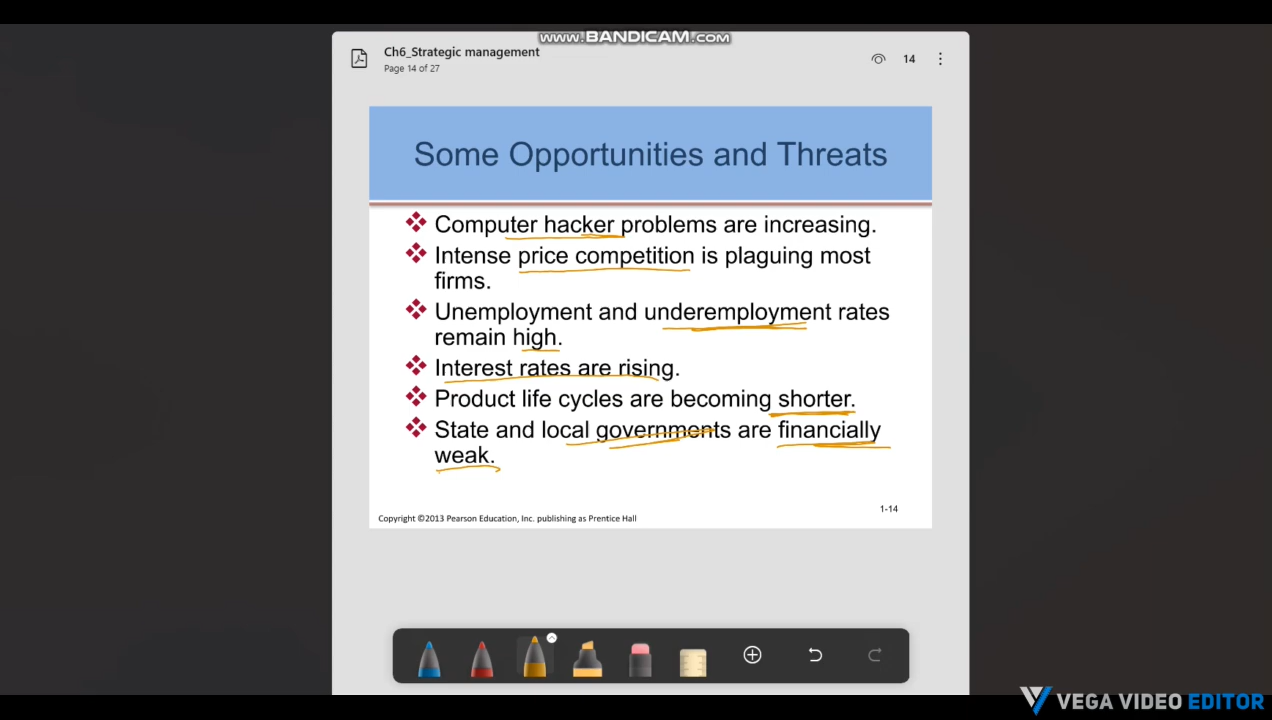 www.BANDICAM.com
Ch6_Strategic management
Page 14 of 27
14
Some Opportunities and Threats
Computer hacker problems are increasing.
Intense price competition is plaguing most
firms.
Unemployment and underemployment rates
remain high.
Interest rates are rising.
Product life cycles are becoming shorter.
State and local governments are financially
weak.
1-14
Copyright ©2013 Pearson Education, Inc. publishing as Prentice Hall
VEGA VIDEO EDITOR